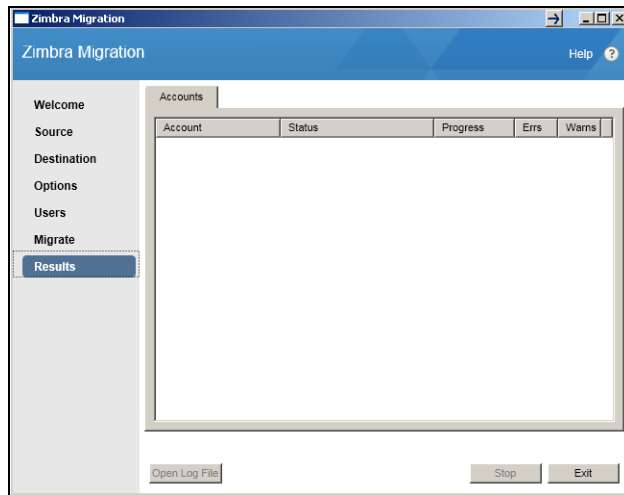 Zimbra Migration
Zimbra Migration
Help ?
Welcome
Source
Destination
Options
Users
Migrate
Results
Accounts
Account Status Progress Errs Warns
Open Log File Stop Exit